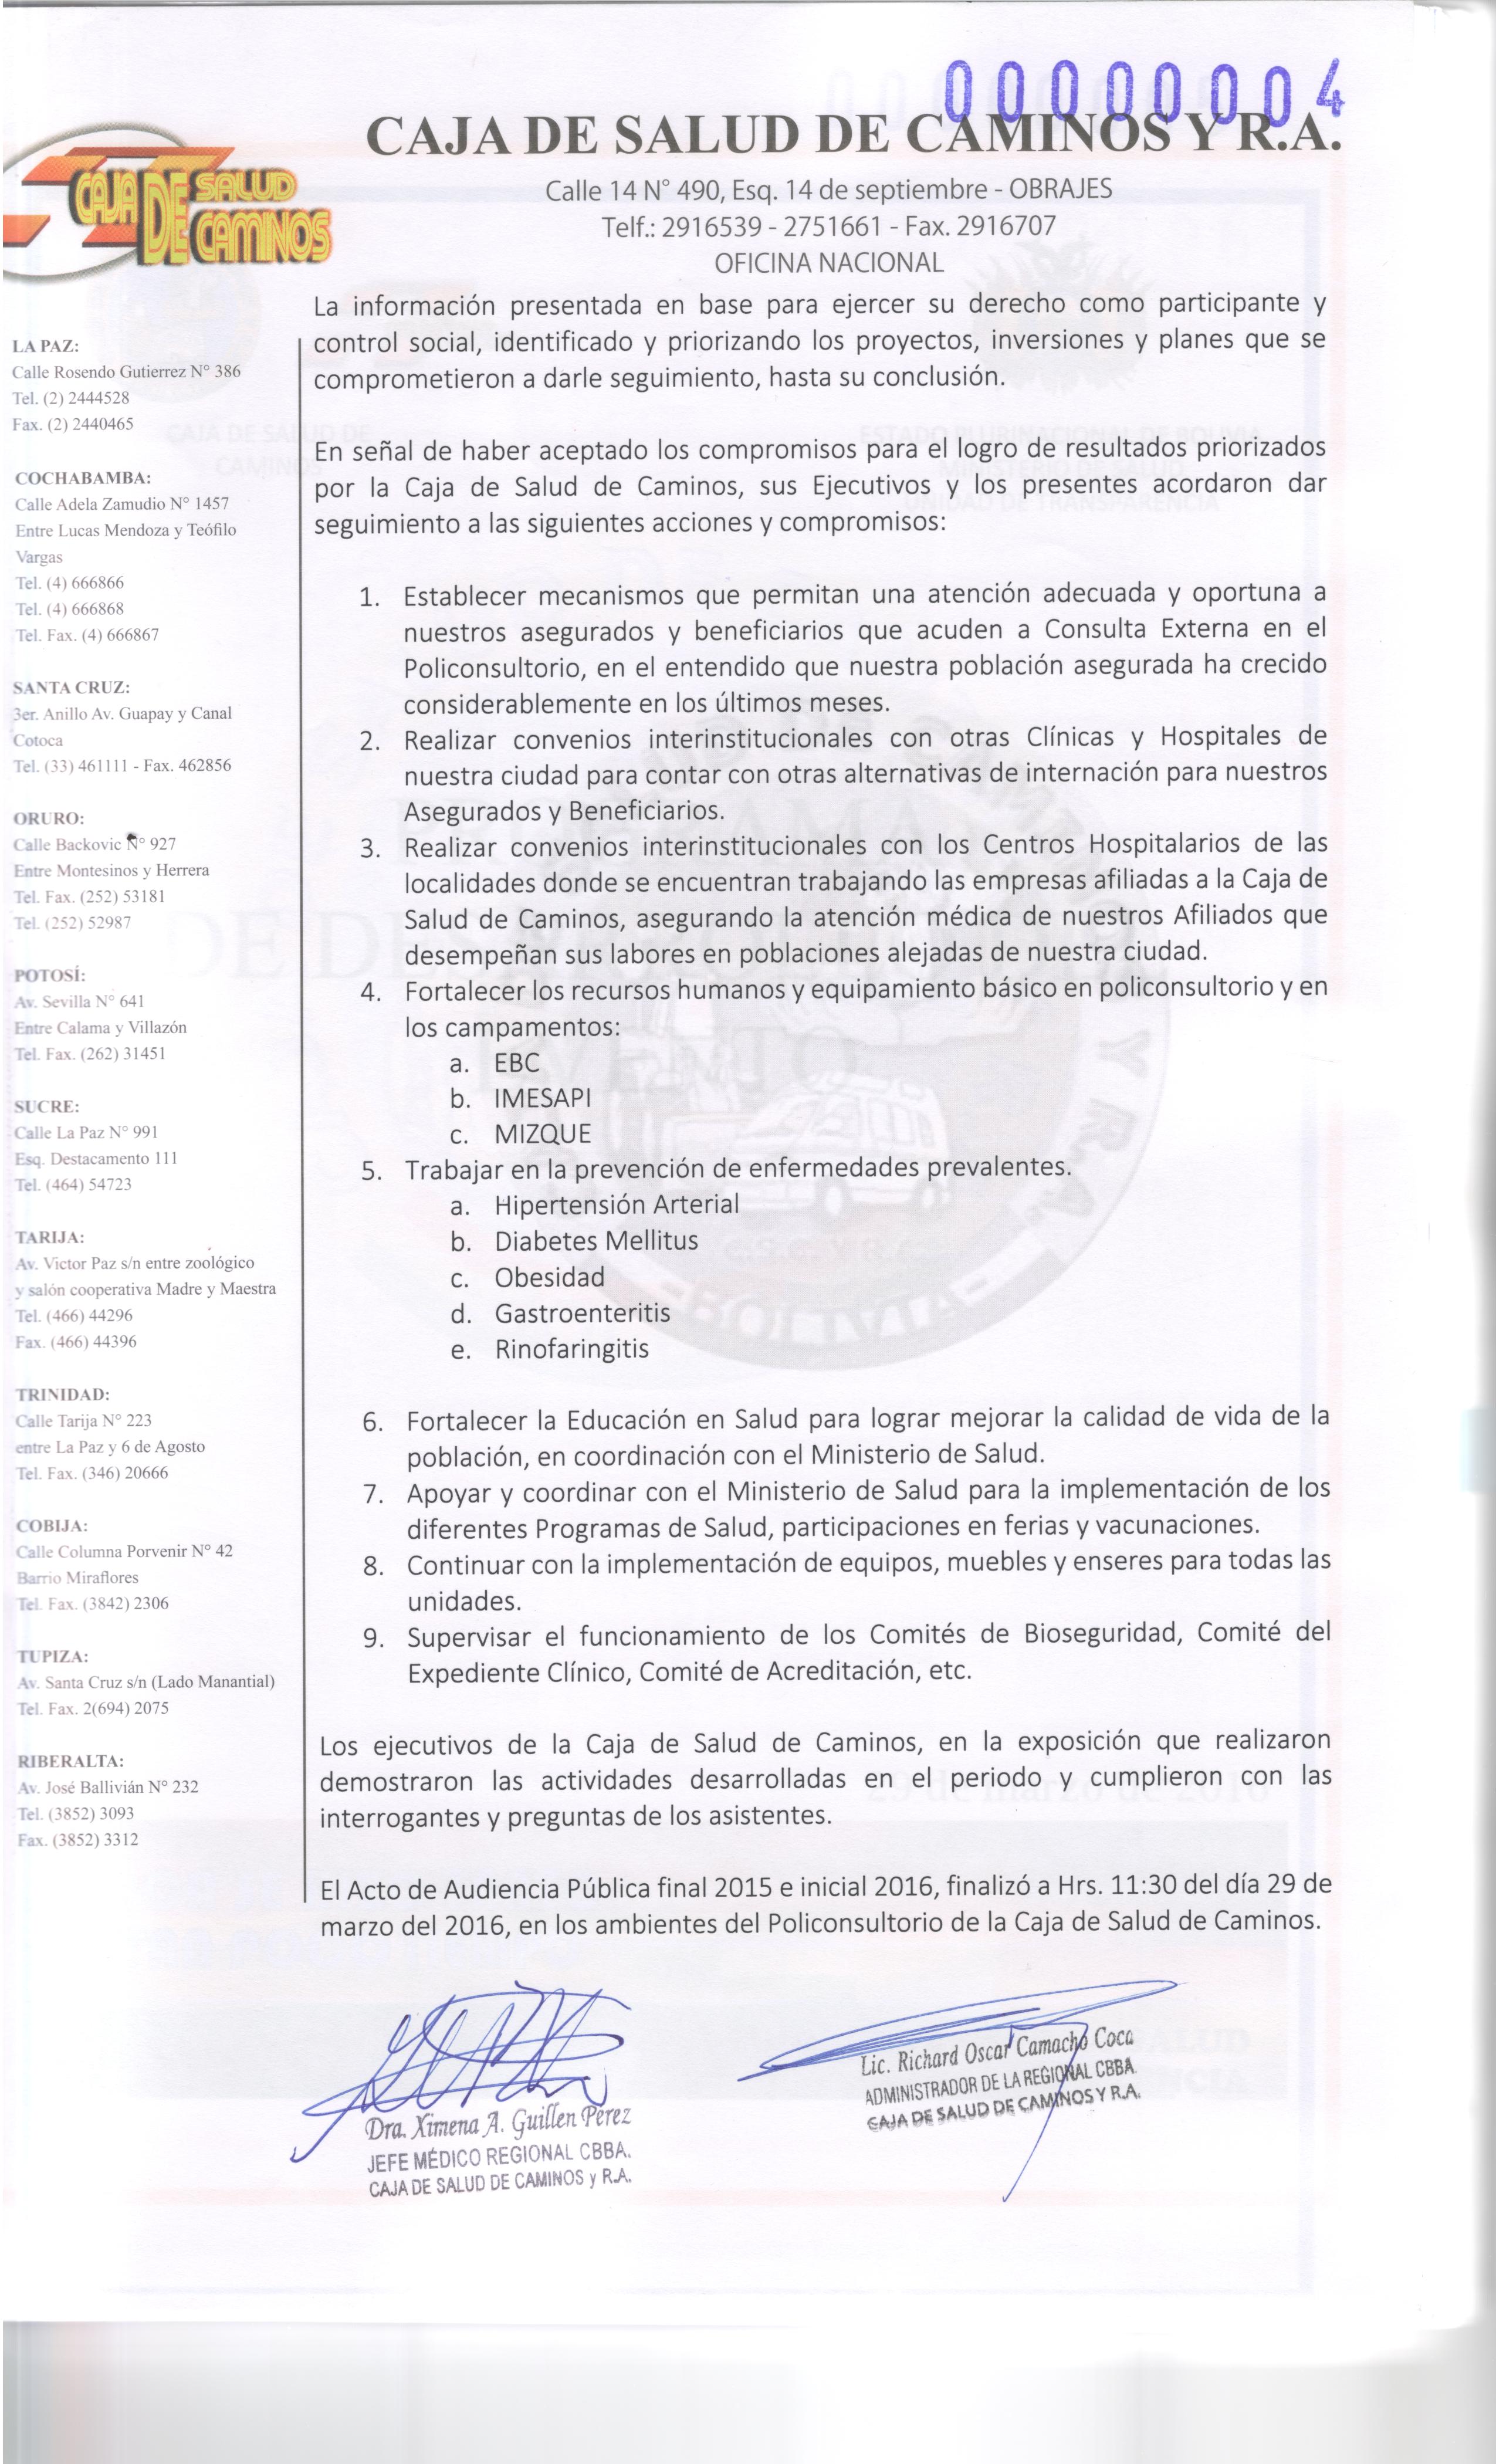 00000004
CAJA DE SALUD DE CAMINOS Y R.A.
Calle 14 N° 490, Esq. 14 de septiembre - OBRAJES
Telf.: 2916539 - 2751661 - Fax. 2916707
OFICINA NACIONAL
CAJA DE SALUD DE CAMINOS
LA PAZ:
Calle Rosendo Gutierrez N° 386
Tel. (2) 2444528
Fax. (2) 2440465
COCHABAMBA:
Calle Adela Zamudio N° 1457
Entre Lucas Mendoza y Teófilo
Vargas
Tel. (4) 666866
Tel. (4) 666868
Tel. Fax. (4) 666867
SANTA CRUZ:
3er. Anillo Av. Guapay y Canal
Cotoca
Tel. (33) 461111 - Fax. 462856
ORURO:
Calle Backovic N° 927
Entre Montesinos y Herrera
Tel. Fax. (252) 53181
Tel. (252) 52987
POTOSÍ:
Av. Sevilla N° 641
Entre Calama y Villazón
Tel. Fax. (262) 31451
SUCRE:
Calle La Paz N° 991
Esq. Destacamento 111
Tel. (464) 54723
TARIJA:
Av. Victor Paz s/n entre zoológico
y salón cooperativa Madre y Maestra
Tel. (466) 44296
Fax. (466) 44396
TRINIDAD:
Calle Tarija N° 223
entre La Paz y 6 de Agosto
Tel. Fax. (346) 20666
COBIJA:
Calle Columna Porvenir N° 42
Barrio Miraflores
Tel. Fax. (3842) 2306
TUPIZA:
Av. Santa Cruz s/n (Lado Manantial)
Tel. Fax. 2(694) 2075
RIBERALTA:
Av. José Ballivián N° 232
Tel. (3852) 3093
Fax. (3852) 3312
La información presentada en base para ejercer su derecho como participante y
control social, identificado y priorizando los proyectos, inversiones y planes que se
comprometieron a darle seguimiento, hasta su conclusión.
En señal de haber aceptado los compromisos para el logro de resultados priorizados
por la Caja de Salud de Caminos, sus Ejecutivos y los presentes acordaron dar
seguimiento a las siguientes acciones y compromisos:
1. Establecer mecanismos que permitan una atención adecuada y oportuna a
nuestros asegurados y beneficiarios que acuden a Consulta Externa en el
Policonsultorio, en el entendido que nuestra población asegurada ha crecido
considerablemente en los últimos meses.
2. Realizar convenios interinstitucionales con otras Clínicas y Hospitales de
nuestra ciudad para contar con otras alternativas de internación para nuestros
Asegurados y Beneficiarios.
3. Realizar convenios interinstitucionales con los Centros Hospitalarios de las
localidades donde se encuentran trabajando las empresas afiliadas a la Caja de
Salud de Caminos, asegurando la atención médica de nuestros Afiliados que
desempeñan sus labores en poblaciones alejadas de nuestra ciudad.
4. Fortalecer los recursos humanos y equipamiento básico en policonsultorio y en
los campamentos:
a. EBC
b. IMESAPI
c. MIZQUE
5. Trabajar en la prevención de enfermedades prevalentes.
a. Hipertensión Arterial
b. Diabetes Mellitus
c. Obesidad
d. Gastroenteritis
e. Rinofaringitis
6. Fortalecer la Educación en Salud para lograr mejorar la calidad de vida de la
población, en coordinación con el Ministerio de Salud.
7. Apoyar y coordinar con el Ministerio de Salud para la implementación de los
diferentes Programas de Salud, participaciones en ferias y vacunaciones.
8. Continuar con la implementación de equipos, muebles y enseres para todas las
unidades.
9. Supervisar el funcionamiento de los Comités de Bioseguridad, Comité del
Expediente Clínico, Comité de Acreditación, etc.
Los ejecutivos de la Caja de Salud de Caminos, en la exposición que realizaron
demostraron las actividades desarrolladas en el periodo y cumplieron con las
interrogantes y preguntas de los asistentes.
El Acto de Audiencia Pública final 2015 e inicial 2016, finalizó a Hrs. 11:30 del día 29 de
marzo del 2016, en los ambientes del Policonsultorio de la Caja de Salud de Caminos.
Dra. Ximena A. Guillen Perez
JEFE MÉDICO REGIONAL CBBA.
CAJA DE SALUD DE CAMINOS y R.A.
Lic. Richard Oscar Camacho Coca
ADMINISTRADOR DE LA REGIONAL CBBA.
CAJA DE SALUD DE CAMINOS Y R.A.